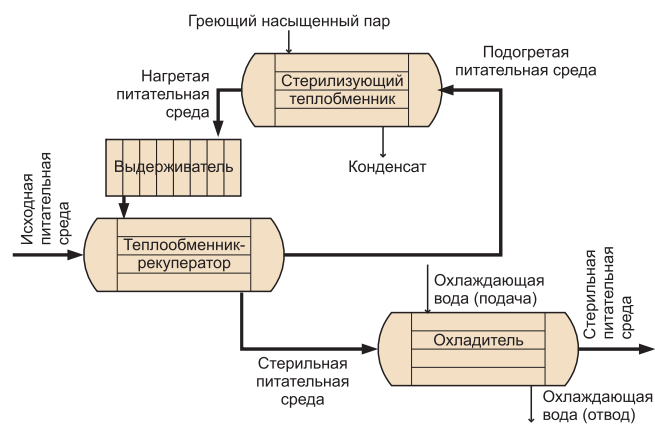 Греющий насыщенный пар
Подогретая
питательная среда
Нагретая
питательная
среда
Стерилизующий
теплобменник
Конденсат
Выдерживатель
Исходная
питательная
среда
Теплообменник-
рекуператор
Охлаждающая
вода (подача)
Стерильная
питательная
среда
Охладитель
Стерильная
питательная
среда
Охлаждающая
вода (отвод)